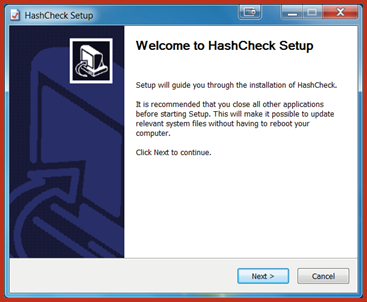 HashCheck Setup
Welcome to HashCheck Setup
Setup will guide you through the installation of HashCheck.
It is recommended that you close all other applications
before starting Setup. This will make it possible to update
relevant system files without having to reboot your
computer.
Click Next to continue.
Next >
Cancel